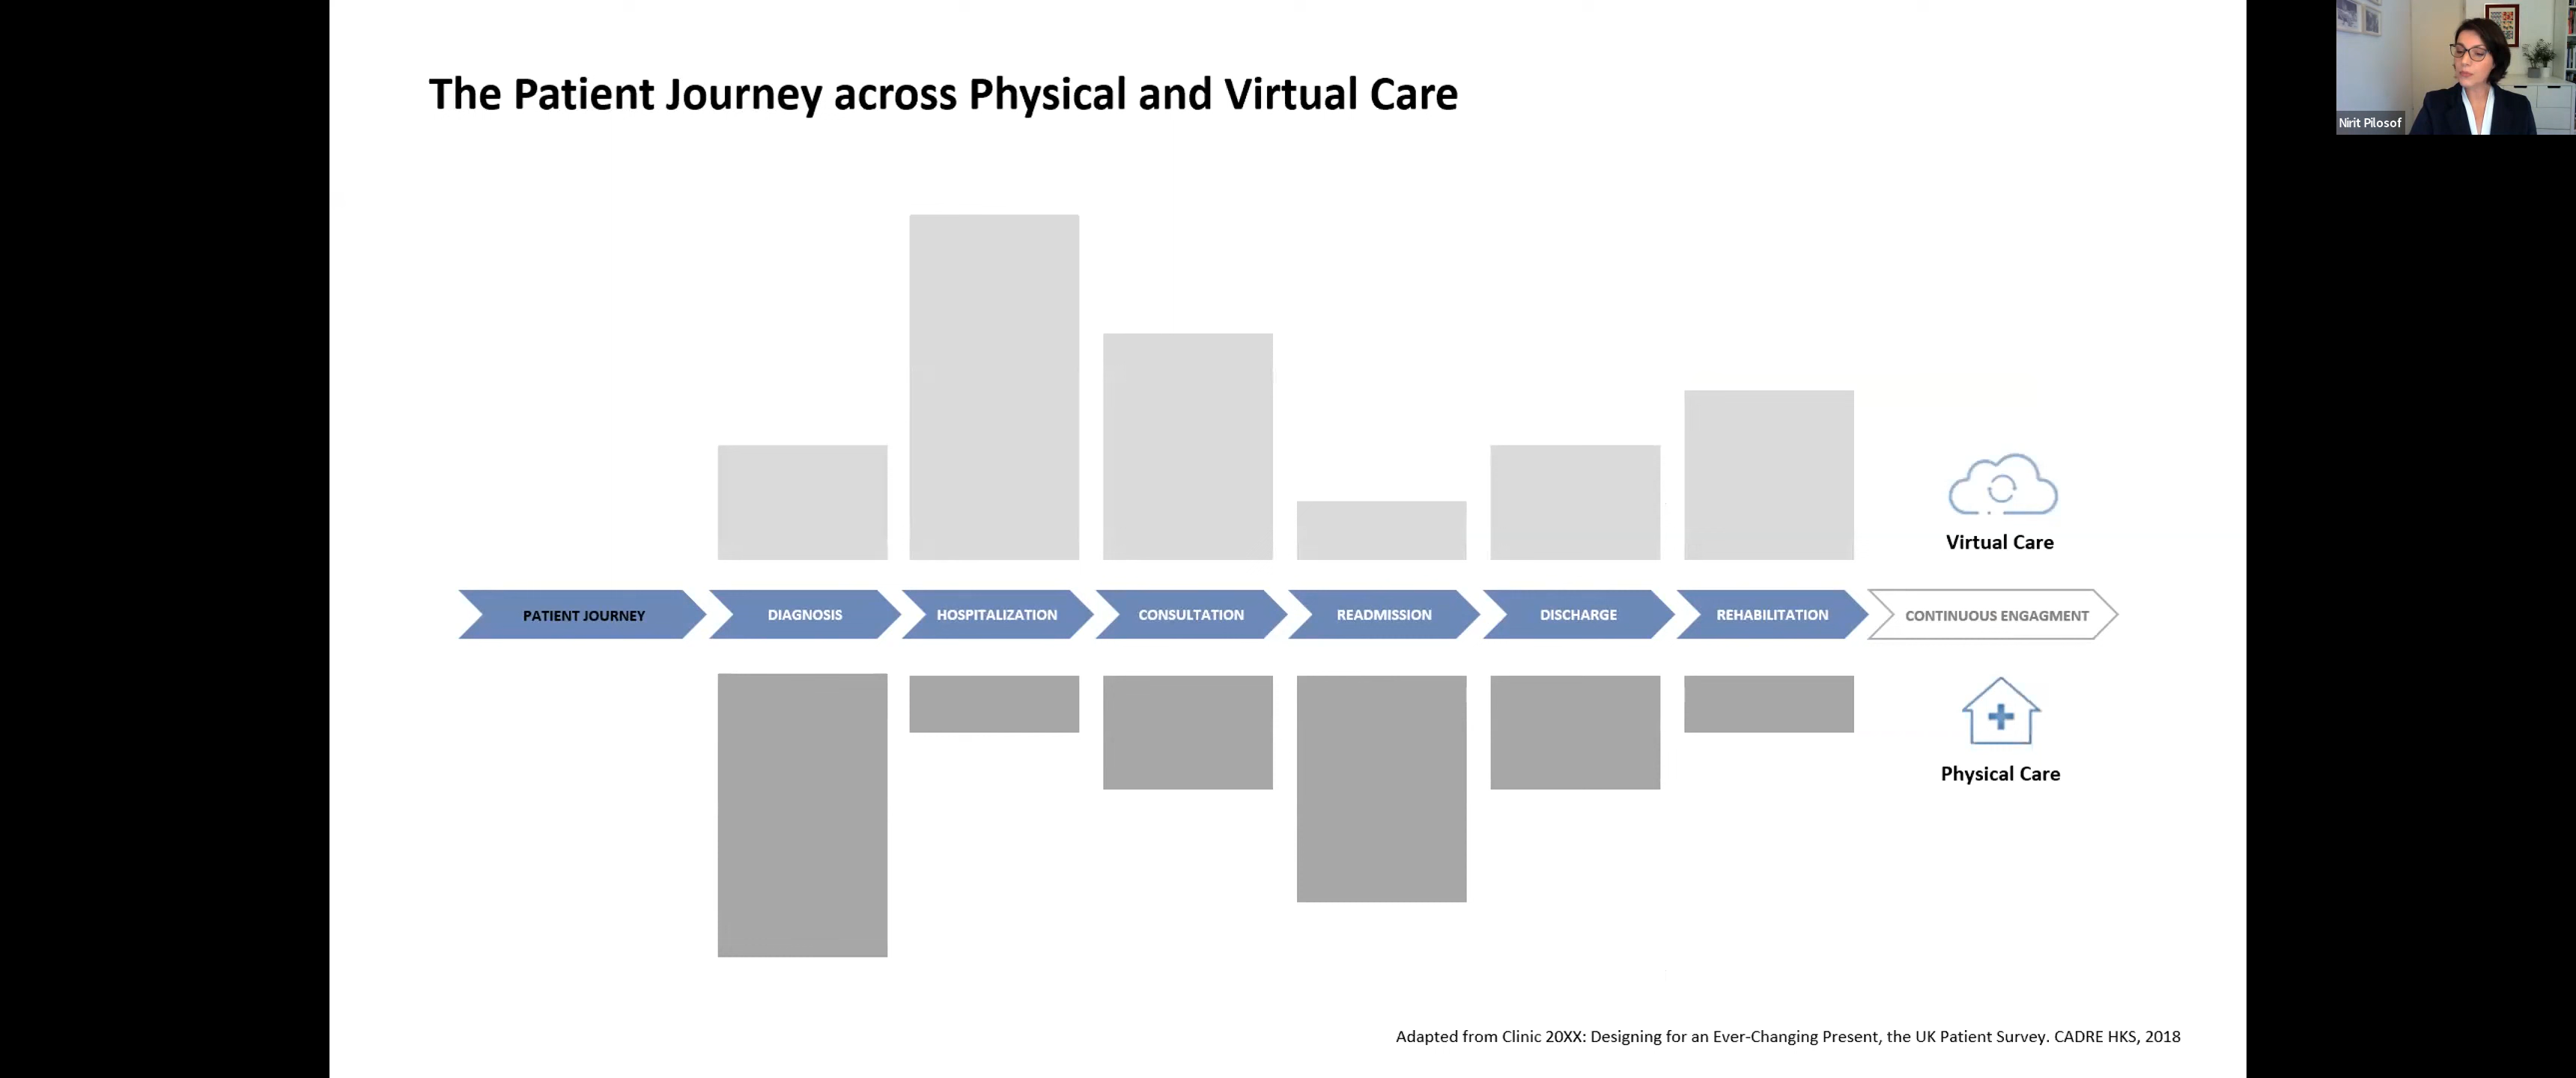 The Patient Journey across Physical and Virtual Care
Nirit Pilosof
Virtual Care
PATIENT JOURNEY
DIAGNOSIS
HOSPITALIZATION
CONSULTATION
READMISSION
DISCHARGE
REHABILITATION
CONTINUOUS ENGAGMENT
Physical Care
Adapted from Clinic 20XX: Designing for an Ever-Changing Present, the UK Patient Survey. CADRE HKS, 2018